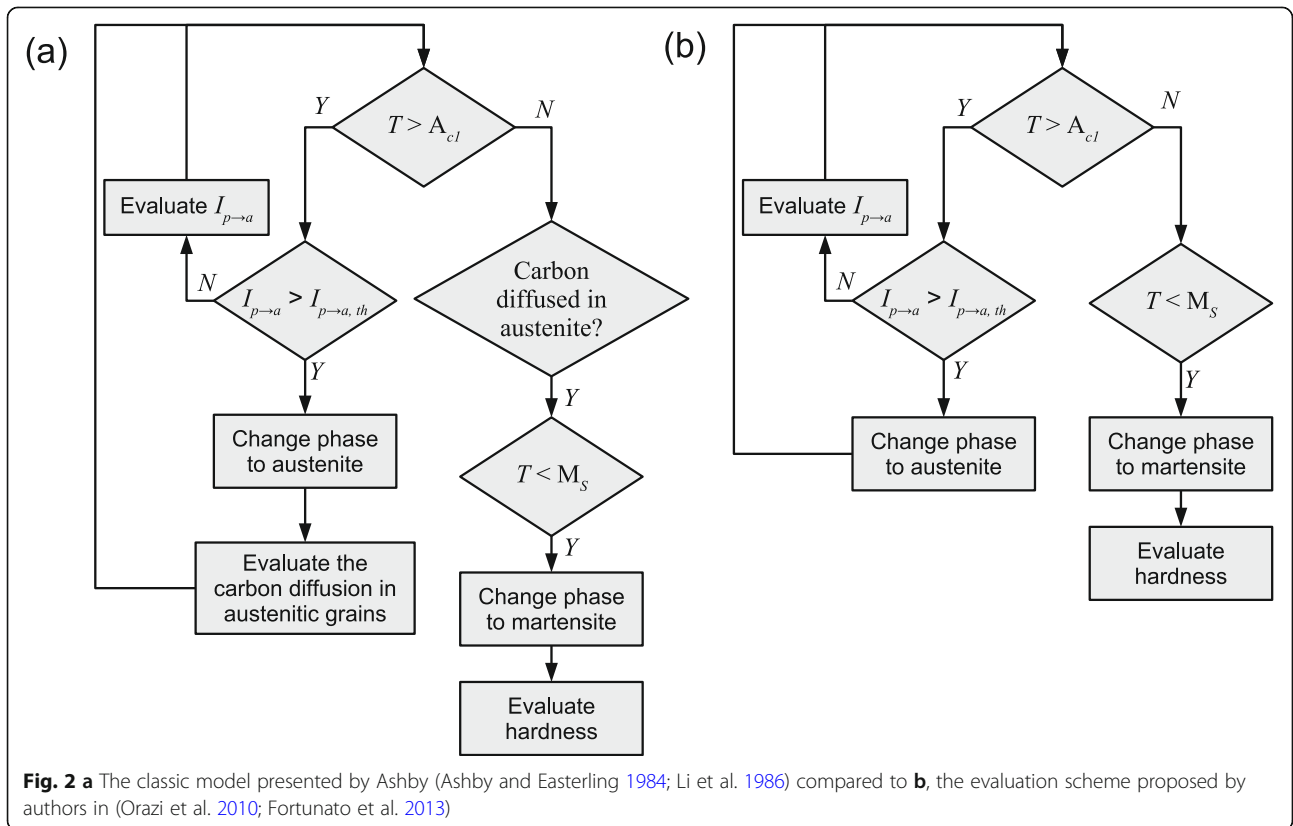 (a)
Y
T > Ac1
N
Evaluate Ip→a
N
Ip→a > Ip→a, th
Y
Change phase
to austenite
Evaluate the
carbon diffusion in
austenitic grains
Carbon
diffused in
austenite?
Y
T < MS
Y
Change phase
to martensite
Evaluate
hardness
(b)
Y
T > Ac1
N
Evaluate Ip→a
N
Ip→a > Ip→a, th
Y
Change phase
to austenite
T < MS
Y
Change phase
to martensite
Evaluate
hardness
Fig. 2 a The classic model presented by Ashby (Ashby and Easterling 1984; Li et al. 1986) compared to b, the evaluation scheme proposed by
authors in (Orazi et al. 2010; Fortunato et al. 2013)